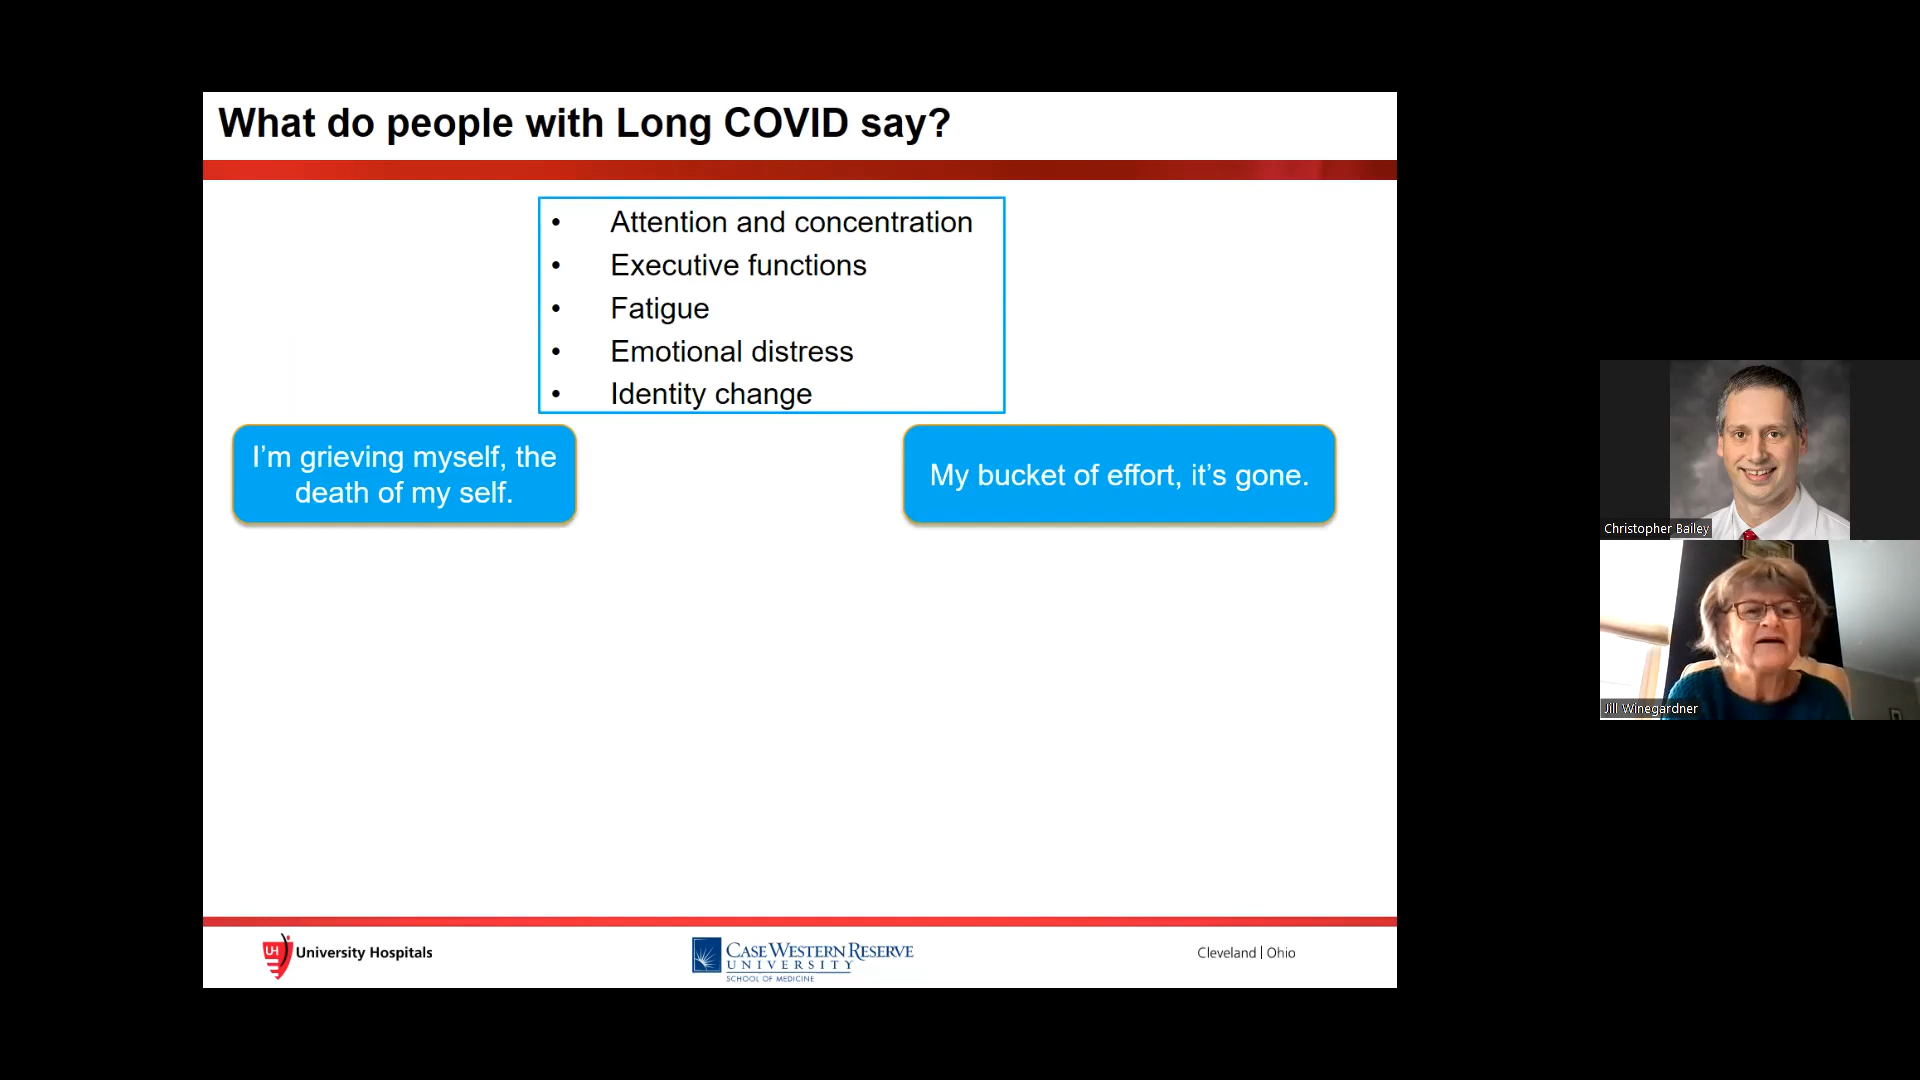 What do people with Long COVID say?
• Attention and concentration
• Executive functions
• Fatigue
• Emotional distress
• Identity change
I’m grieving myself, the
death of my self.
My bucket of effort, it’s gone.
Christopher Bailey
Jill Winegardner
UH University Hospitals
CASE WESTERN RESERVE
UNIVERSITY
SCHOOL OF MEDICINE
Cleveland | Ohio